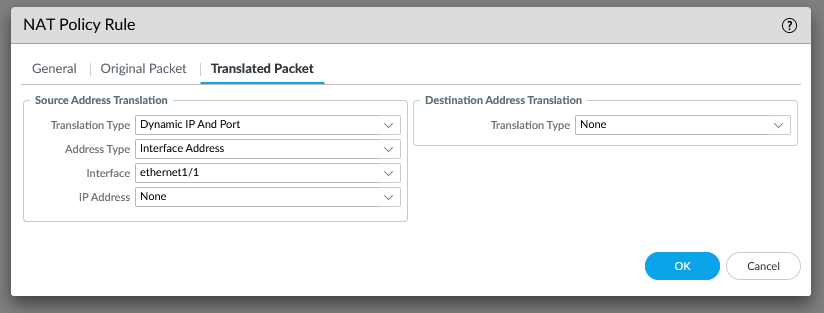 NAT Policy Rule
?
General
Original Packet
Translated Packet
Source Address Translation
Translation Type Dynamic IP And Port
Address Type Interface Address
Interface ethernet1/1
IP Address None
Destination Address Translation
Translation Type None
OK
Cancel